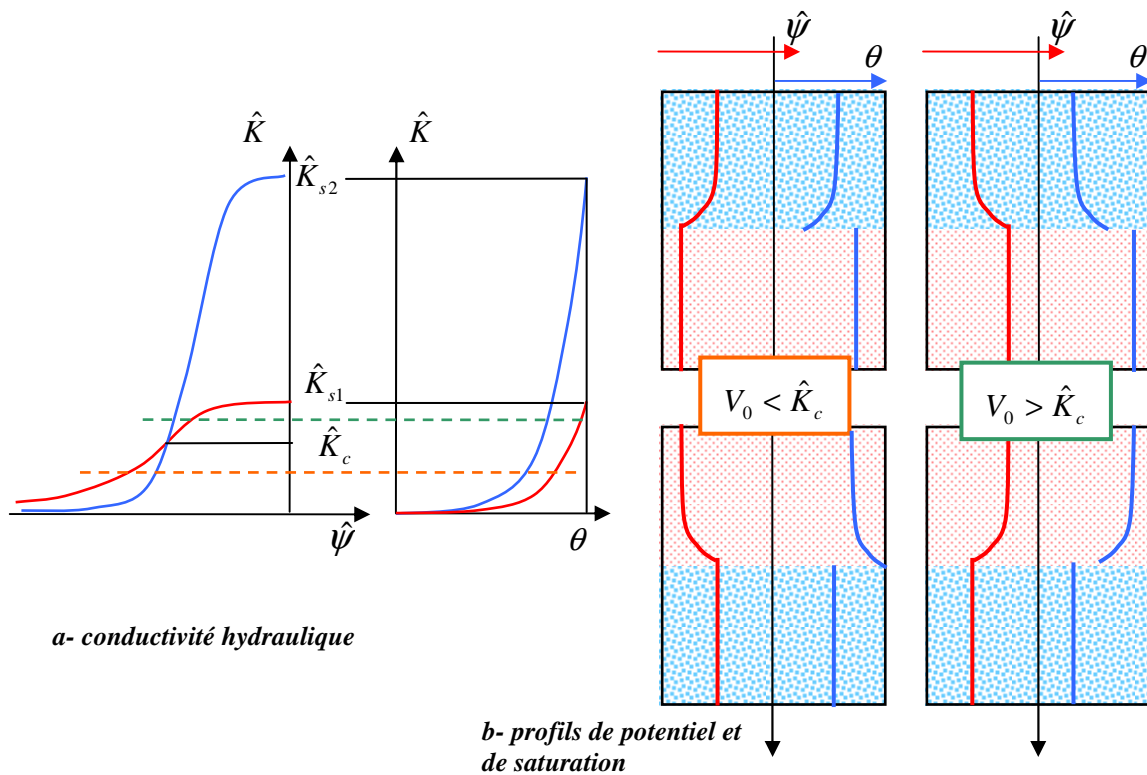 K̂
K̂s2
K̂s1
K̂c
ψ̂
a- conductivité hydraulique
K̂
θ
ψ̂
θ
ψ̂
θ
V0 < K̂c
V0 > K̂c
b- profils de potentiel et
de saturation